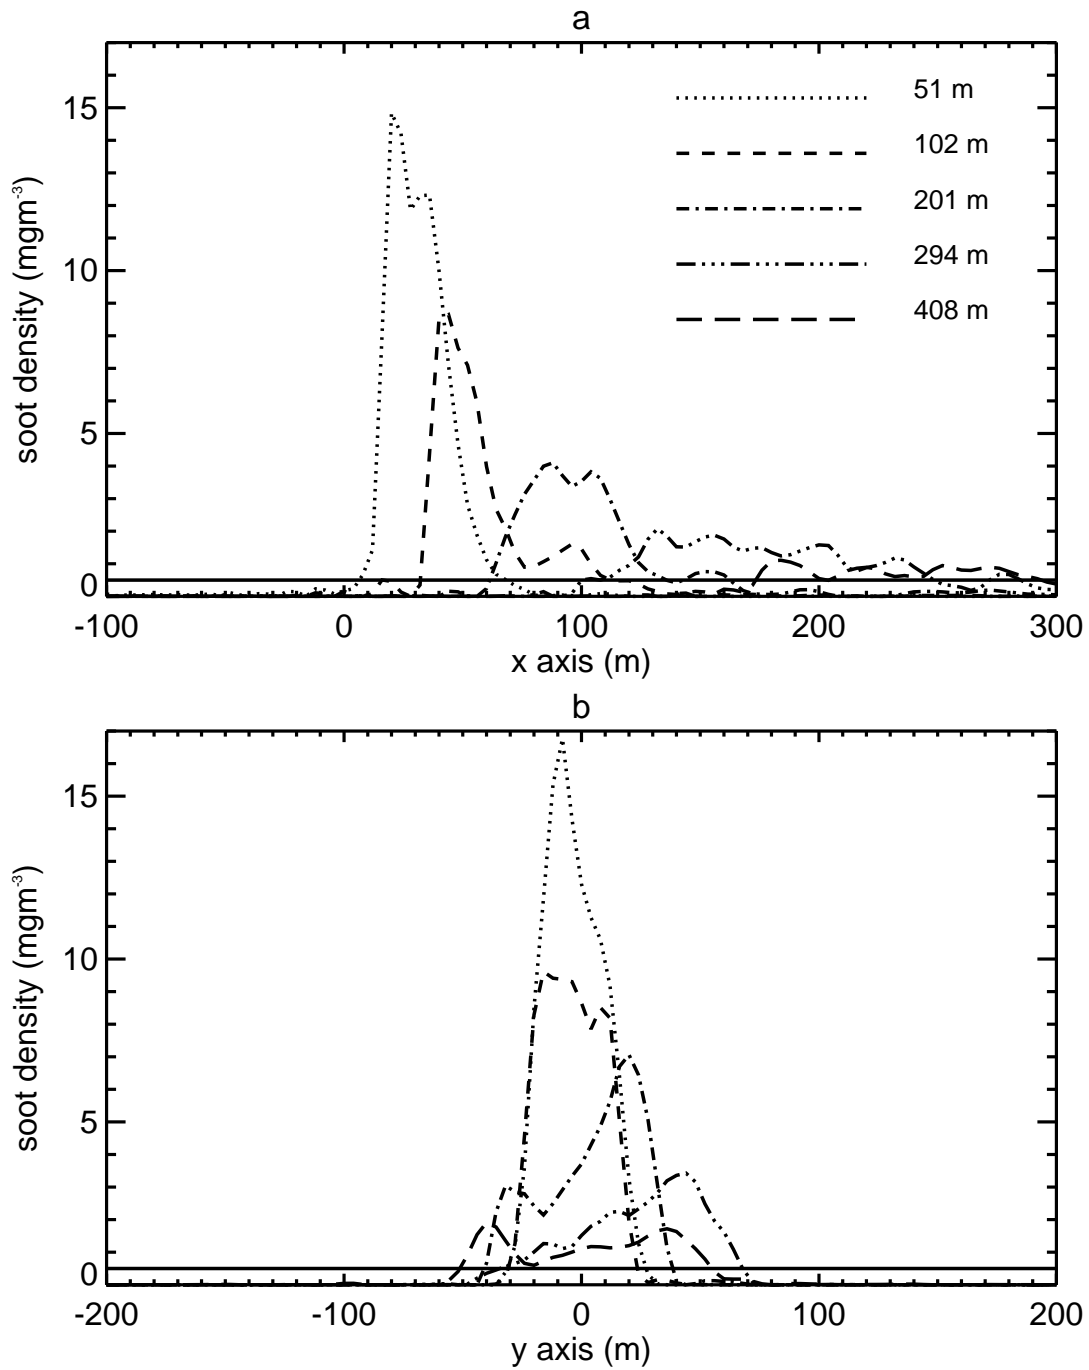 a
soot density (mgm-3)
15
10
5
0
51 m
102 m
201 m
294 m
408 m
-100 0 100 200 300
x axis (m)
b
soot density (mgm-3)
15
10
5
0
-200 -100 0 100 200
y axis (m)